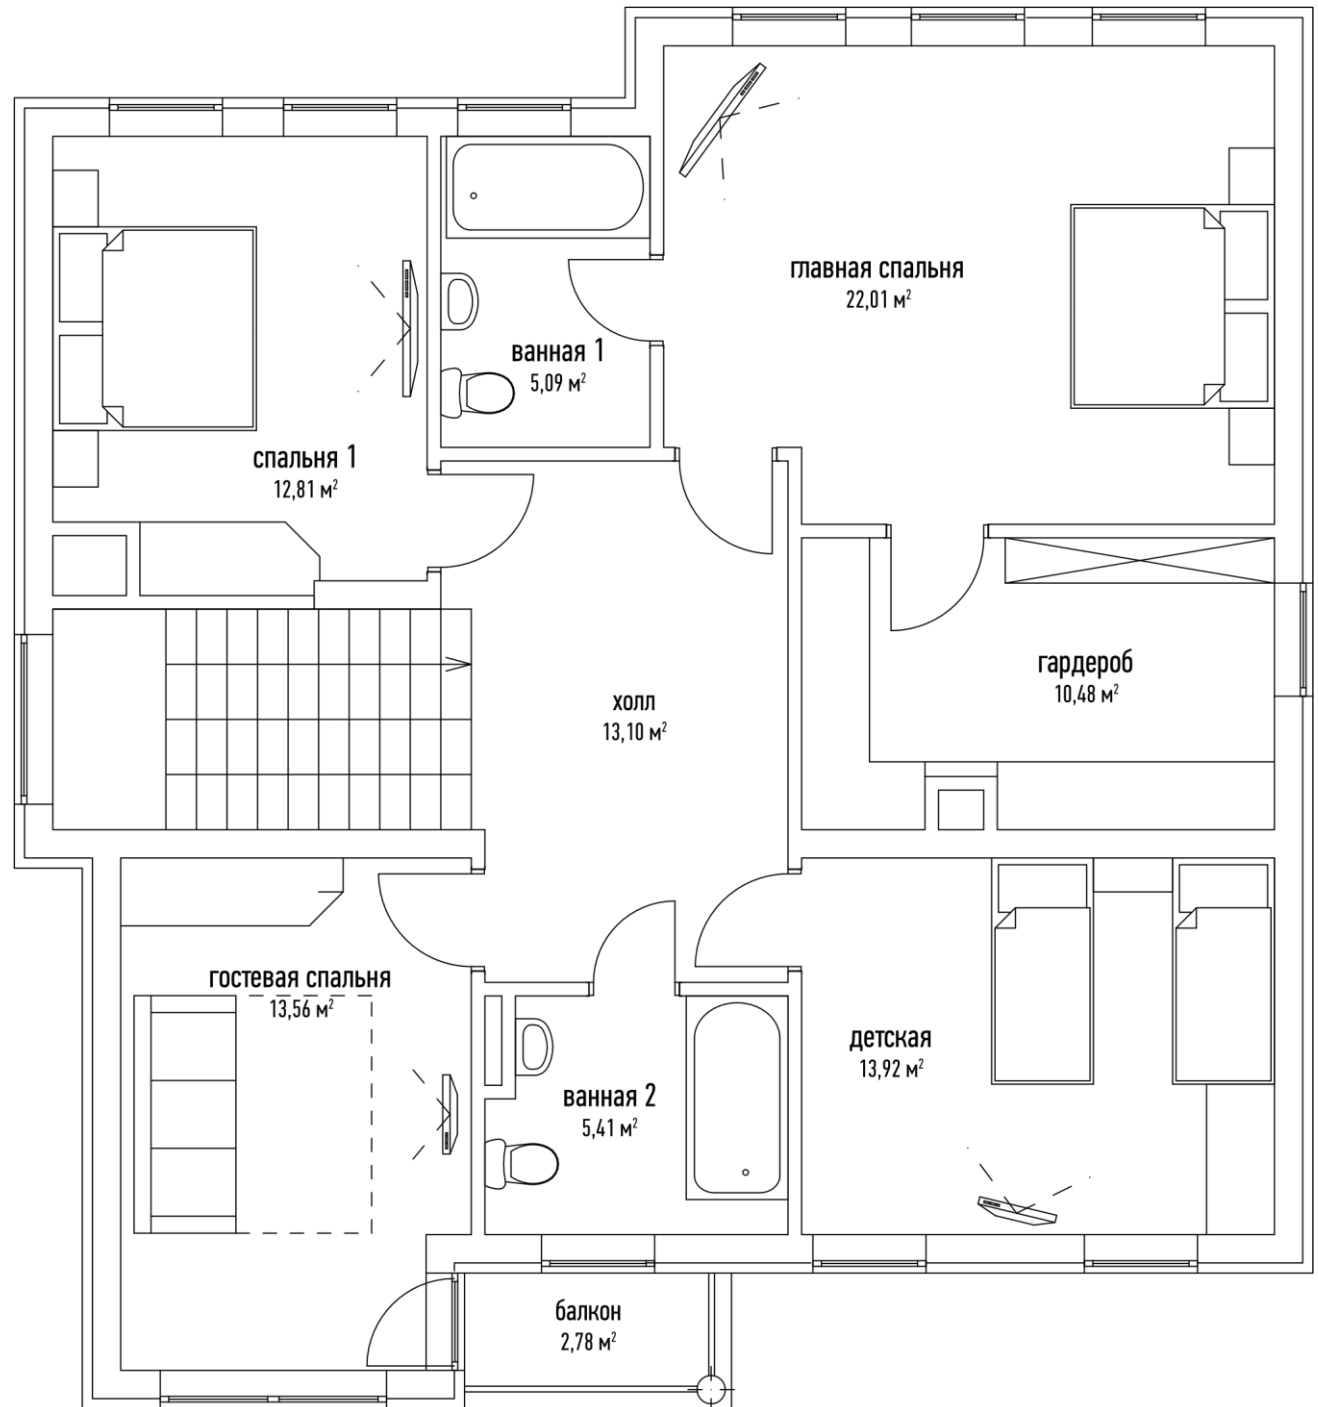 главная спальня
22,01 м²
ванная 1
5,09 м²
спальня 1
12,81 м²
гардероб
10,48 м²
холл
13,10 м²
гостевая спальня
13,56 м²
детская
13,92 м²
ванная 2
5,41 м²
балкон
2,78 м²